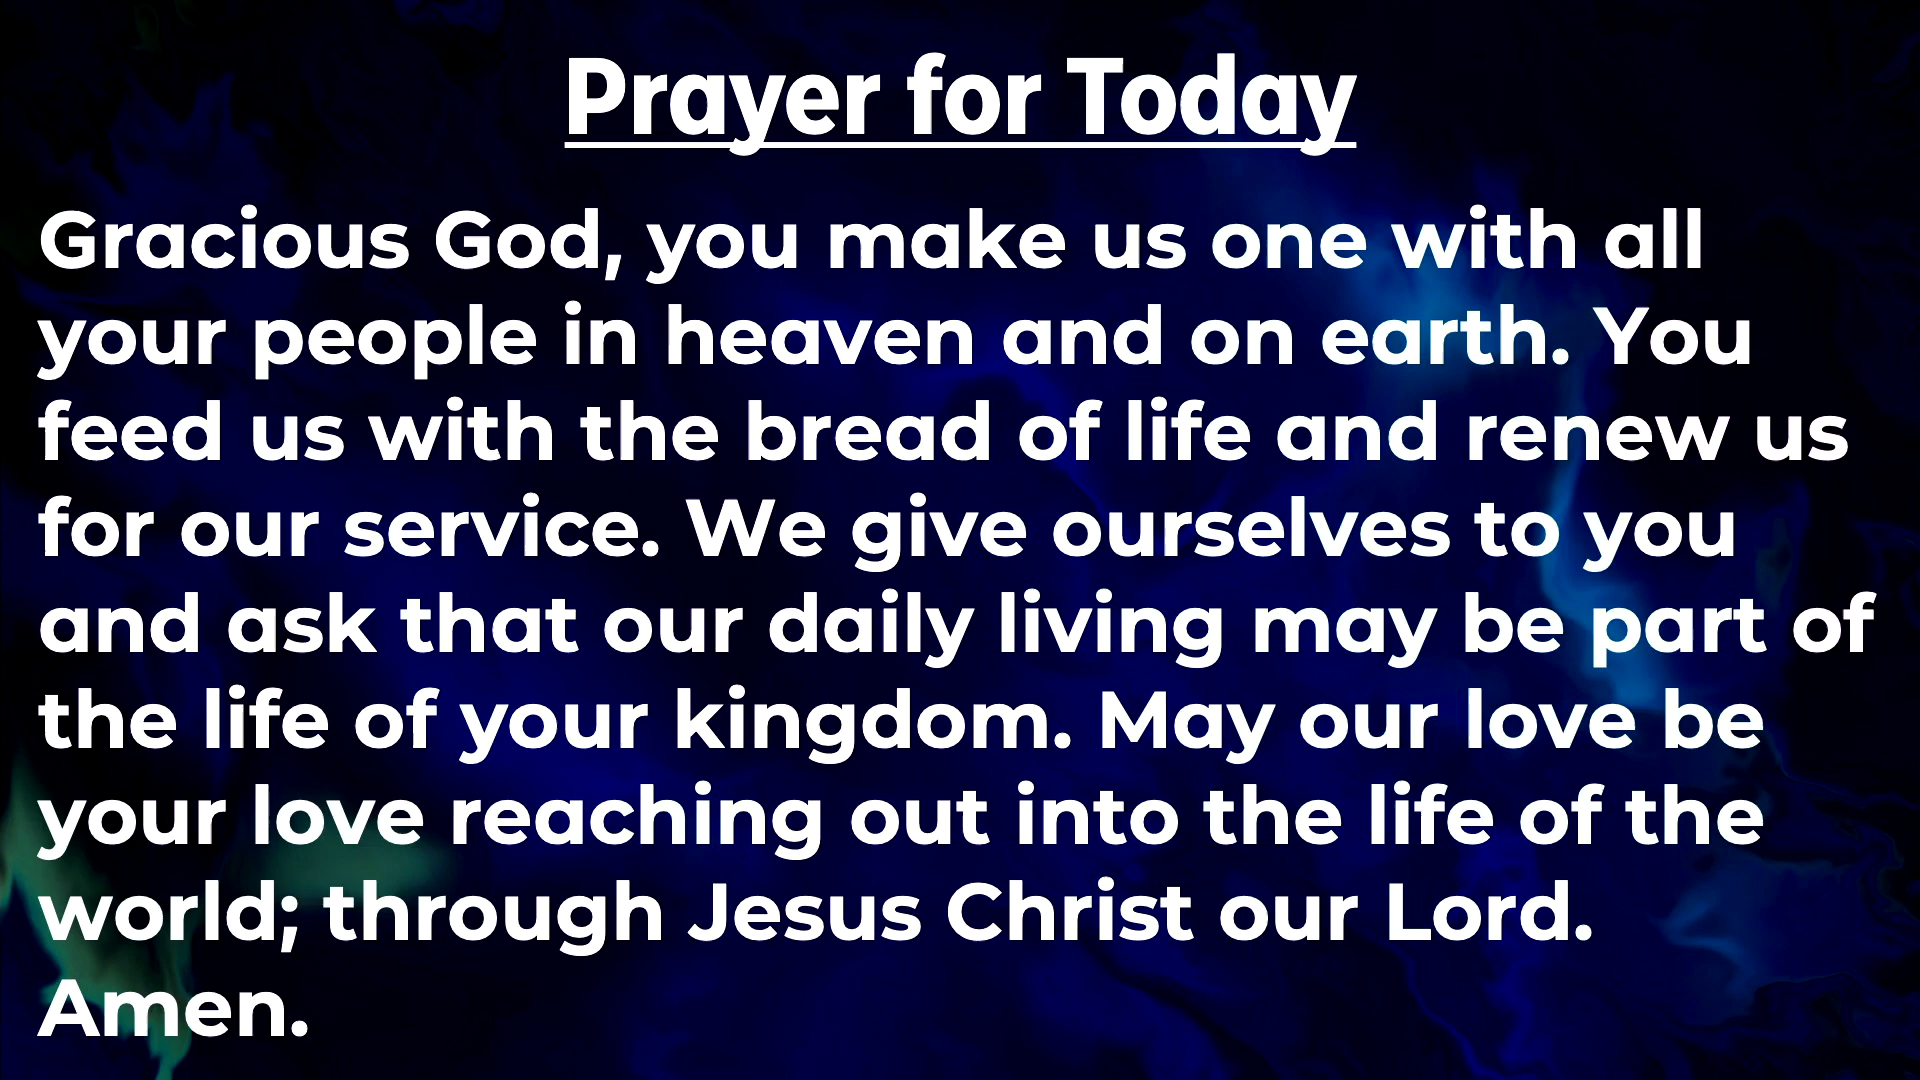 Prayer for Today
Gracious God, you make us one with all
your people in heaven and on earth. You
feed us with the bread of life and renew us
for our service. We give ourselves to you
and ask that our daily living may be part of
the life of your kingdom. May our love be
your love reaching out into the life of the
world; through Jesus Christ our Lord.
Amen.